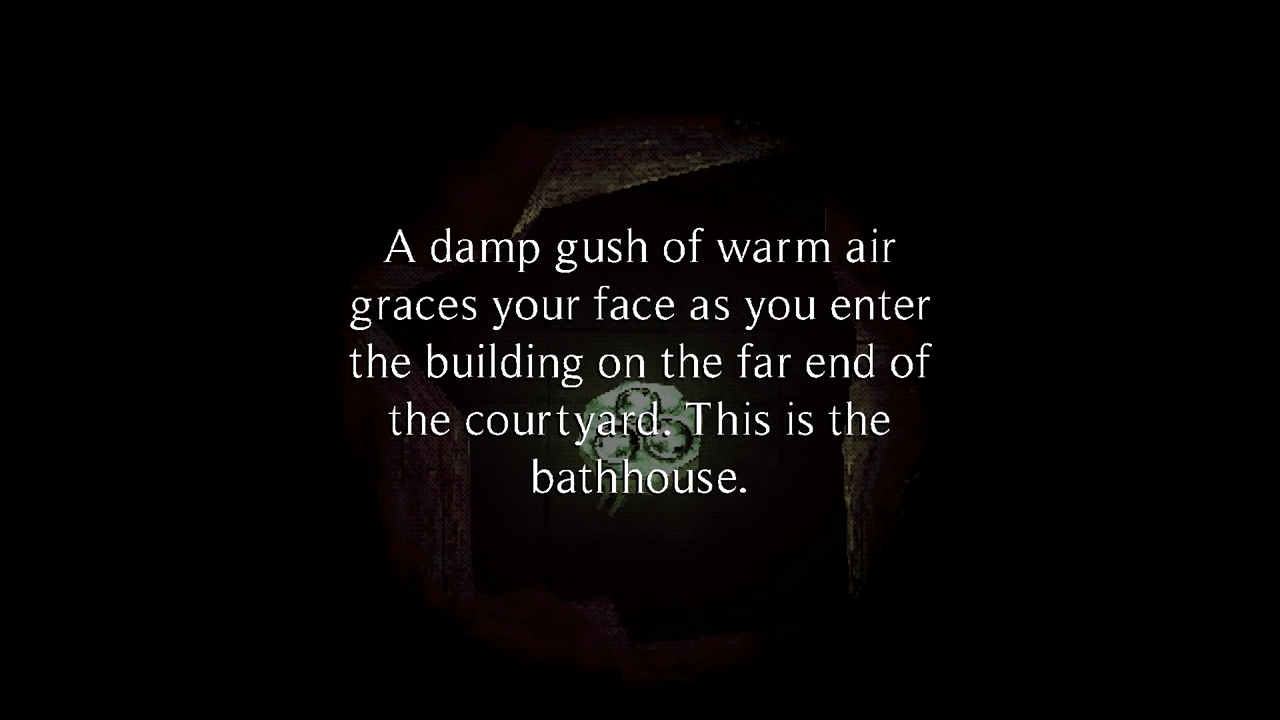 A damp gush of warm air
graces your face as you enter
the building on the far end of
the courtyard. This is the
bathhouse.